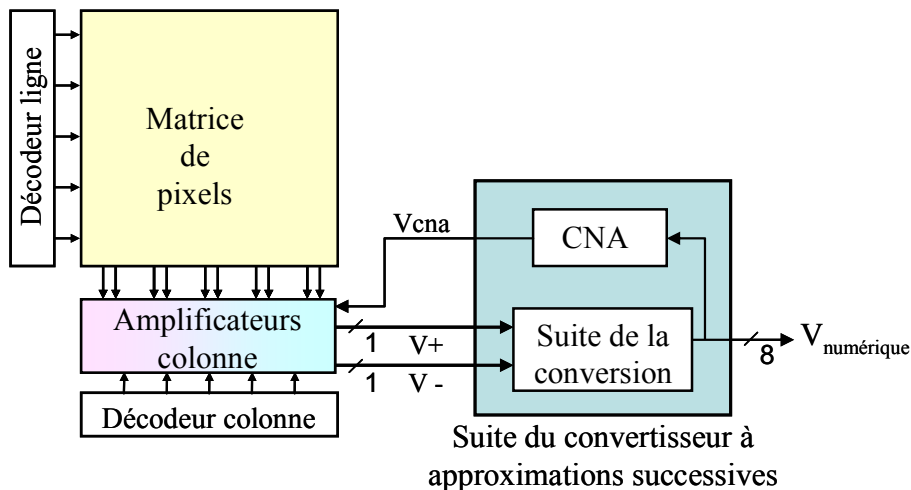 Décodeur ligne
Matrice
de
pixels
Vcna
CNA
Amplificateurs
colonne
1
V+
1
V -
Suite de la
conversion
8
V numérique
Décodeur colonne
Suite du convertisseur à
approximations successives